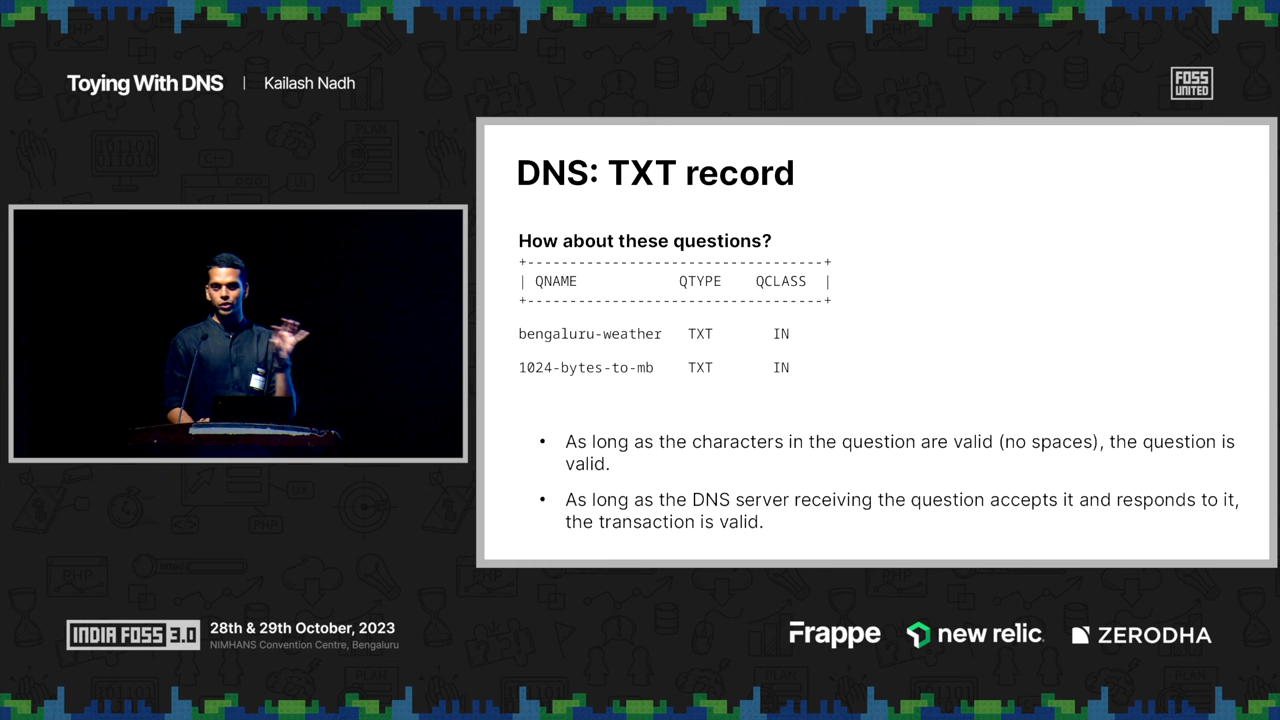 Toying With DNS | Kailash Nadh
FOSS
UNITED
DNS: TXT record
How about these questions?
+-----------------------------------+
| QNAME QTYPE QCLASS |
+-----------------------------------+
bengaluru-weather TXT IN
1024-bytes-to-mb TXT IN
• As long as the characters in the question are valid (no spaces), the question is
valid.
• As long as the DNS server receiving the question accepts it and responds to it,
the transaction is valid.
INDIA FOSS 3.0
28th & 29th October, 2023
NIMHANS Convention Centre, Bengaluru
Frappe
new relic
ZERODHA